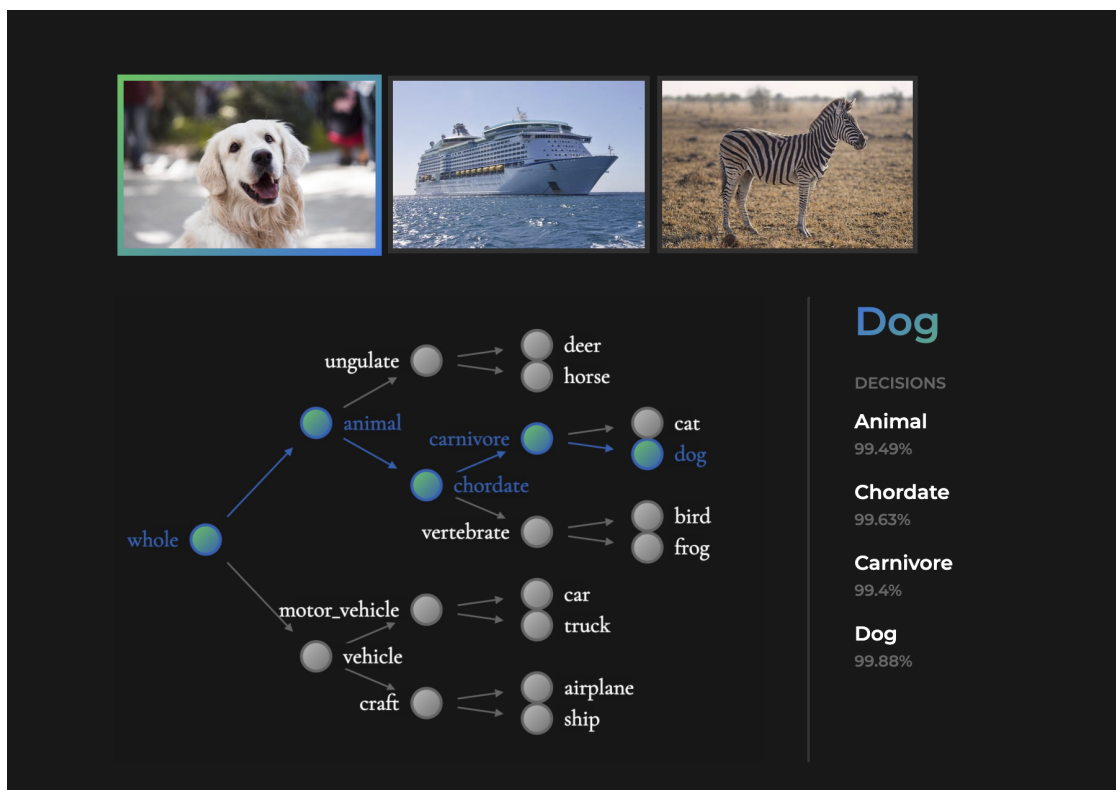 ungulate
deer
horse
animal
carnivore
cat
dog
chordate
whole
vertebrate
bird
frog
motor_vehicle
car
truck
vehicle
craft
airplane
ship
Dog
DECISIONS
Animal
99.49%
Chordate
99.63%
Carnivore
99.4%
Dog
99.88%